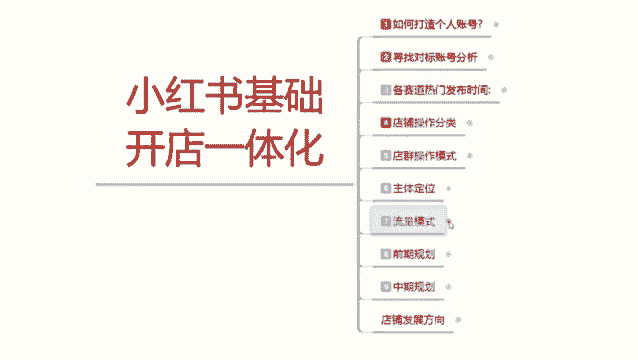 小红书基础
开店一体化
1 如何打造个人账号?
2 寻找对标账号分析
3 各赛道热门发布时间:
4 店铺操作分类
5 店群操作模式
6 主体定位
7 流量模式
8 前期规划
9 中期规划
店铺发展方向